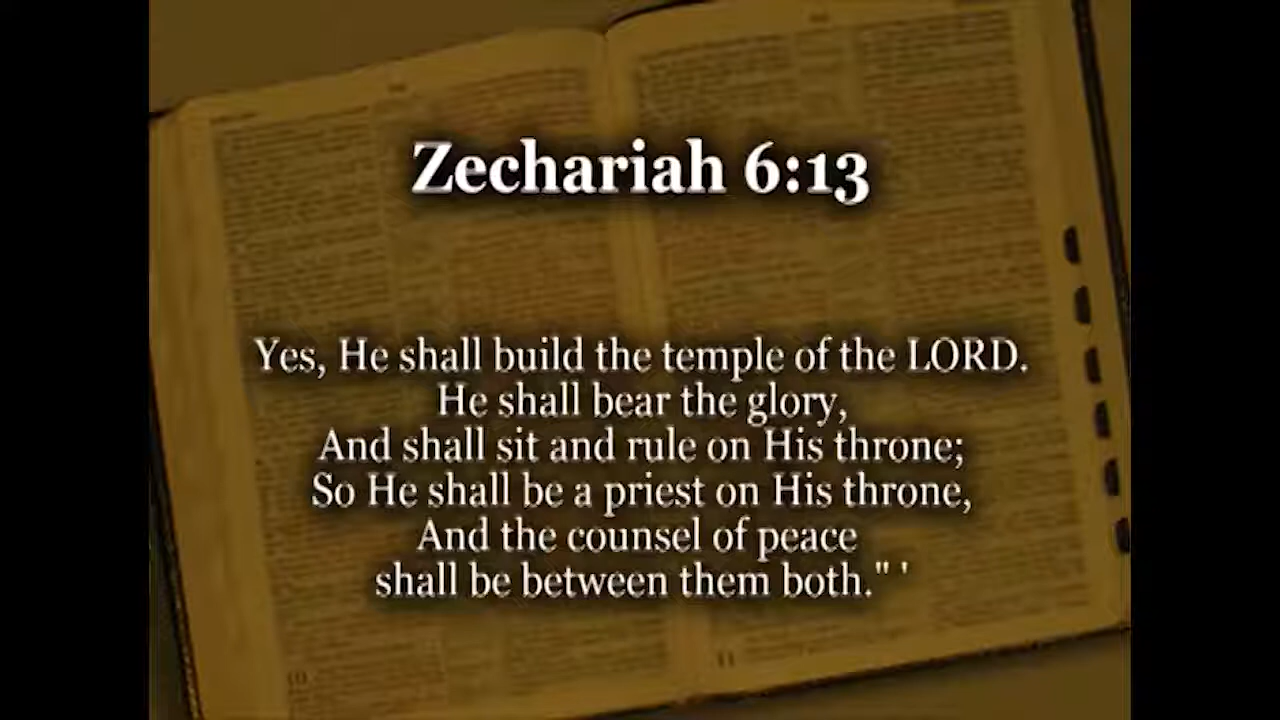 Zechariah 6:13
Yes, He shall build the temple of the LORD.
He shall bear the glory,
And shall sit and rule on His throne;
So He shall be a priest on His throne,
And the counsel of peace
shall be between them both." '